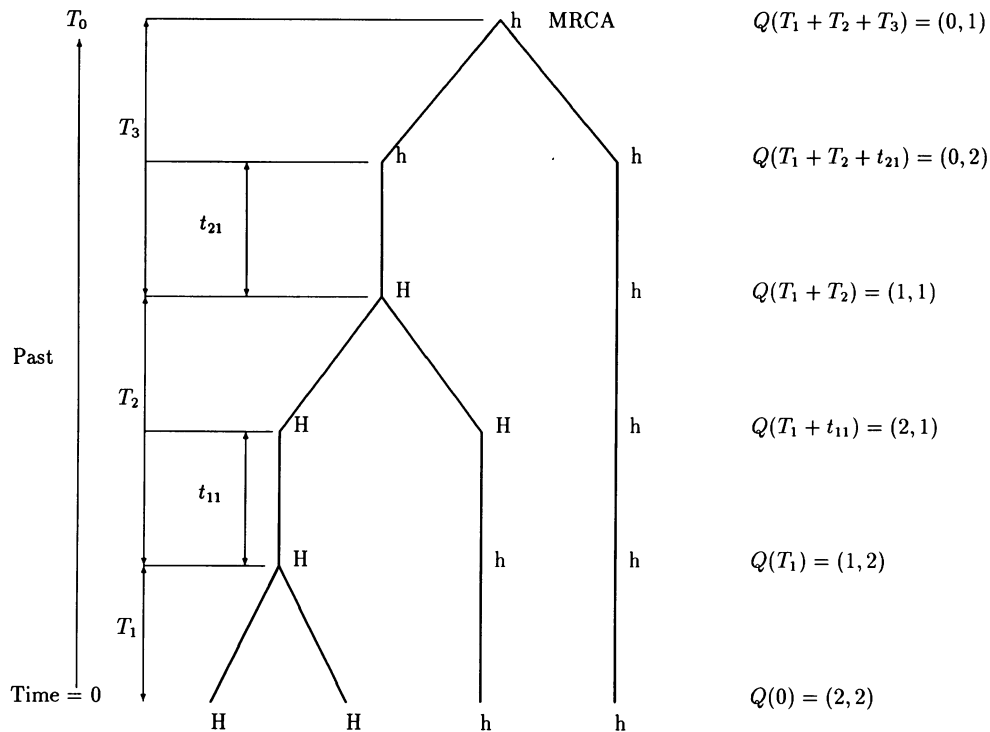 T₀ h MRCA Q(T₁ + T₂ + T₃) = (0, 1)
T₃
h h Q(T₁ + T₂ + t₂₁) = (0, 2)
t₂₁
H h Q(T₁ + T₂) = (1, 1)
Past
T₂
H H h Q(T₁ + t₁₁) = (2, 1)
t₁₁
H h h Q(T₁) = (1, 2)
T₁
Time = 0 Q(0) = (2, 2)
H H h h